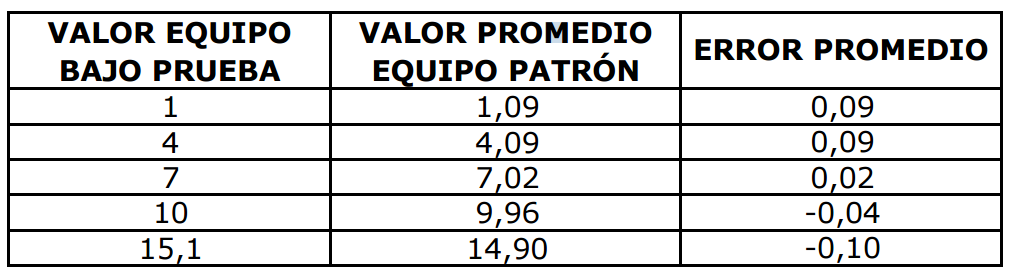 VALOR EQUIPO BAJO PRUEBA VALOR PROMEDIO EQUIPO PATRÓN ERROR PROMEDIO
1 1,09 0,09
4 4,09 0,09
7 7,02 0,02
10 9,96 -0,04
15,1 14,90 -0,10